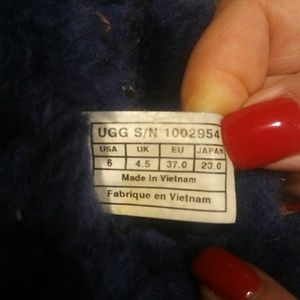 UGG S/N 1002954
USA UK EU JAPAN
6 4.5 37.0 23.0
Made In Vietnam
Fabrique en Vietnam